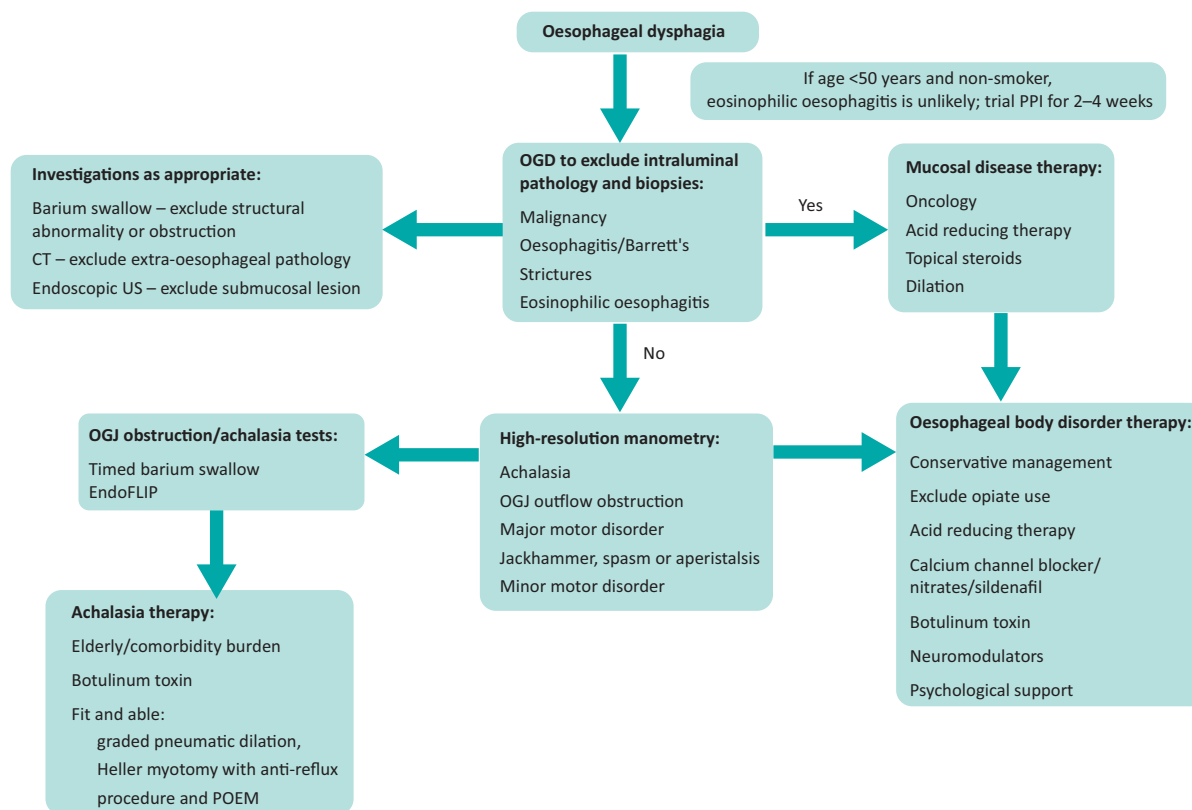 Oesophageal dysphagia
If age <50 years and non-smoker,
eosinophilic oesophagitis is unlikely; trial PPI for 2–4 weeks
Investigations as appropriate:
Barium swallow – exclude structural
abnormality or obstruction
CT – exclude extra-oesophageal pathology
Endoscopic US – exclude submucosal lesion
OGD to exclude intraluminal
pathology and biopsies:
Malignancy
Oesophagitis/Barrett's
Strictures
Eosinophilic oesophagitis
Yes
Mucosal disease therapy:
Oncology
Acid reducing therapy
Topical steroids
Dilation
No
OGJ obstruction/achalasia tests:
Timed barium swallow
EndoFLIP
High-resolution manometry:
Achalasia
OGJ outflow obstruction
Major motor disorder
Jackhammer, spasm or aperistalsis
Minor motor disorder
Oesophageal body disorder therapy:
Conservative management
Exclude opiate use
Acid reducing therapy
Calcium channel blocker/
nitrates/sildenafil
Botulinum toxin
Neuromodulators
Psychological support
Achalasia therapy:
Elderly/comorbidity burden
Botulinum toxin
Fit and able:
graded pneumatic dilation,
Heller myotomy with anti-reflux
procedure and POEM